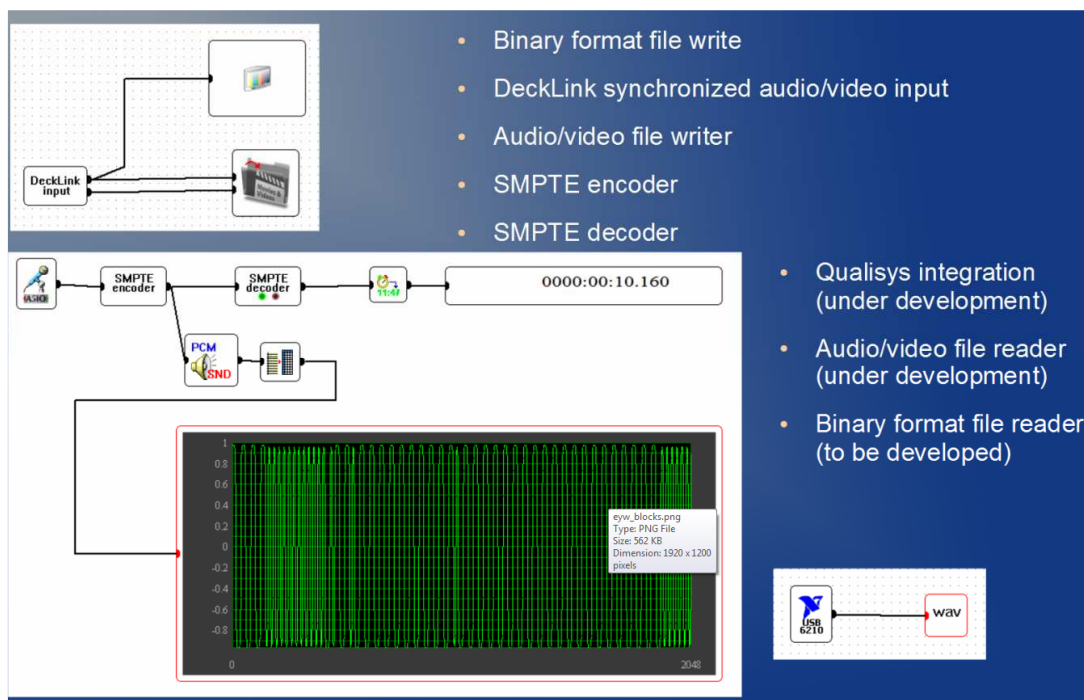 • Binary format file write
• DeckLink synchronized audio/video input
• Audio/video file writer
• SMPTE encoder
• SMPTE decoder
DeckLink
input
Movies &
Videos
ASIO
SMPTE
encoder
SMPTE
decoder
11:47
0000:00:10.160
PCM
SND
• Qualisys integration
(under development)
• Audio/video file reader
(under development)
• Binary format file reader
(to be developed)
1
0.8
0.6
0.4
0.2
0
-0.2
-0.4
-0.6
-0.8
0
2048
eyw_blocks.png
Type: PNG File
Size: 562 KB
Dimension: 1920 x 1200
pixels
USB
6210
wav